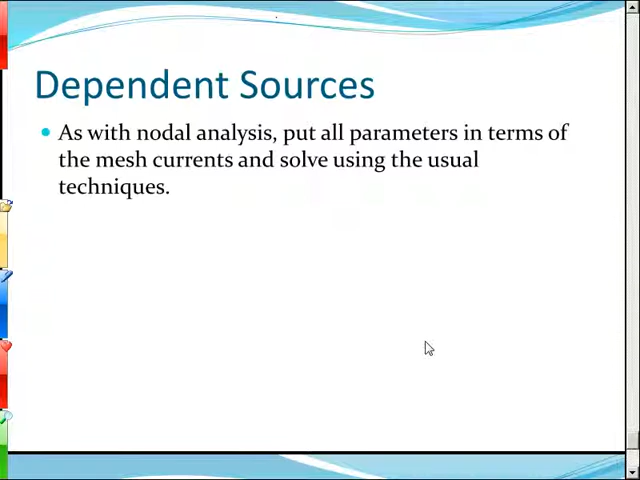 Dependent Sources
As with nodal analysis, put all parameters in terms of
the mesh currents and solve using the usual
techniques.